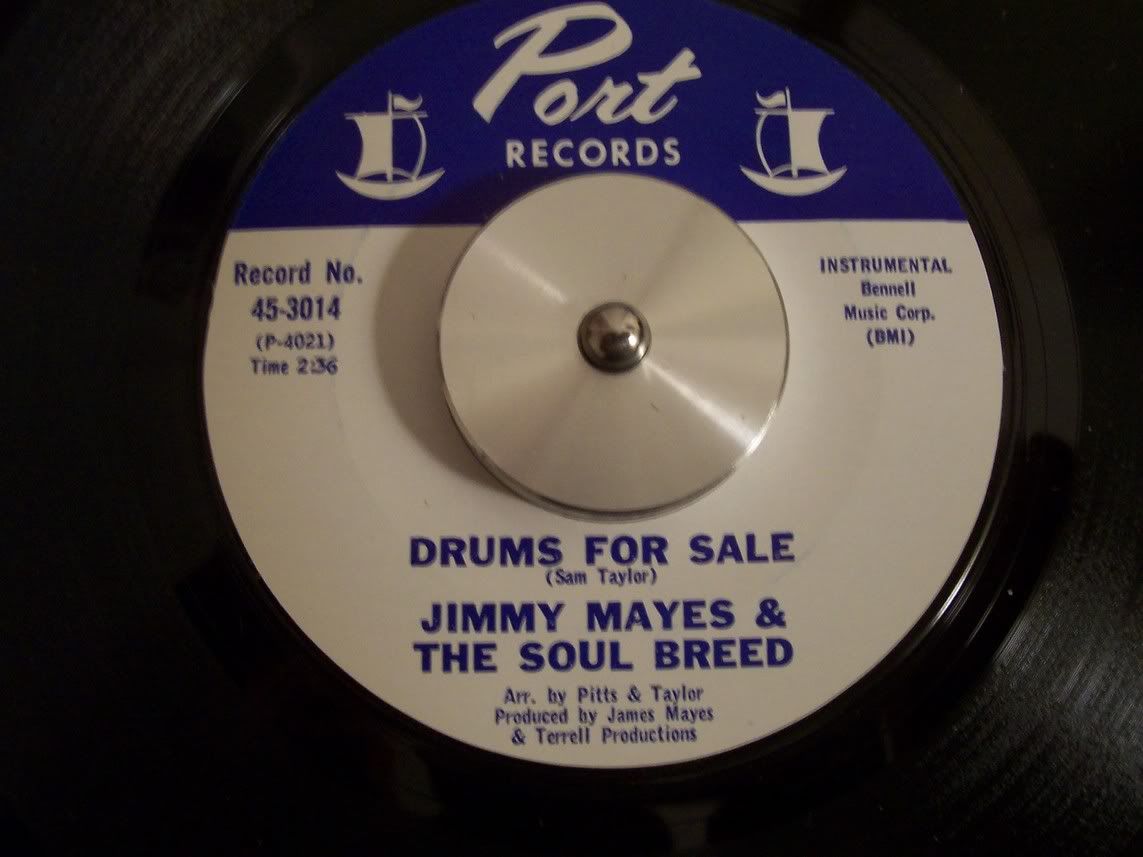 Port
RECORDS
Record No.
45-3014
(P-4021)
Time 2:36
INSTRUMENTAL
Bennell
Music Corp.
(BMI)
DRUMS FOR SALE
(Sam Taylor)
JIMMY MAYES &
THE SOUL BREED
Arr. by Pitts & Taylor
Produced by James Mayes
& Terrell Productions